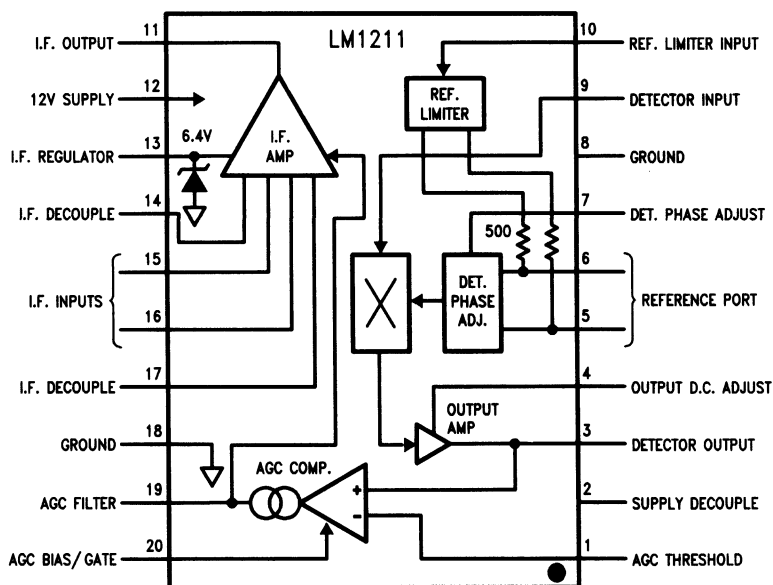 LM1211
I.F. OUTPUT 11
12V SUPPLY 12
I.F. REGULATOR 13
6.4V
I.F. DECOUPLE 14
15
I.F. INPUTS
16
I.F. DECOUPLE 17
GROUND 18
AGC FILTER 19
AGC BIAS/GATE 20
I.F.
AMP
REF.
LIMITER
500
X
DET.
PHASE
ADJ.
OUTPUT
AMP
AGC COMP.
+
−
10 REF. LIMITER INPUT
9 DETECTOR INPUT
8 GROUND
7 DET. PHASE ADJUST
6
REFERENCE PORT
5
4 OUTPUT D.C. ADJUST
3 DETECTOR OUTPUT
2 SUPPLY DECOUPLE
1 AGC THRESHOLD